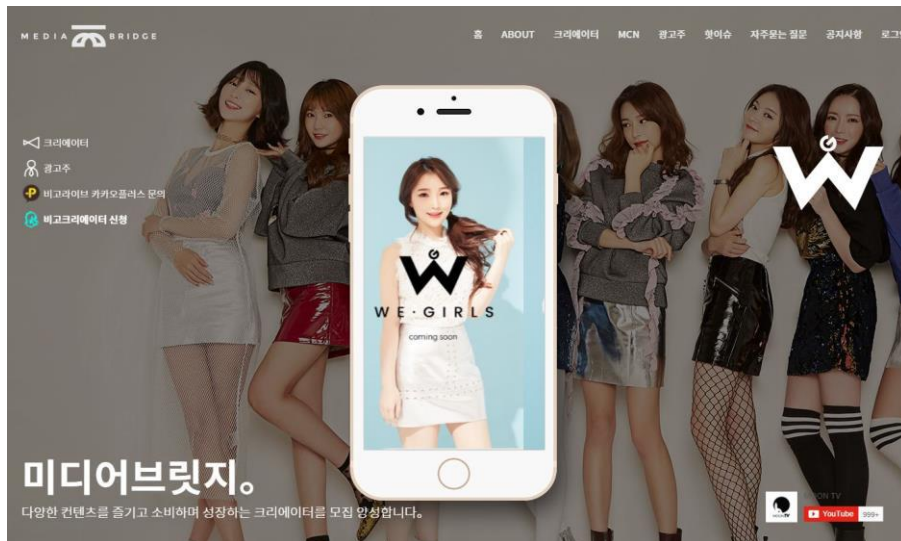 MEDIA BRIDGE
홈 ABOUT 크리에이터 MCN 광고주 핫이슈 자주묻는 질문 공지사항
크리에이터
광고주
비고라이브 카카오플러스 문의
비고크리에이터 신청
WE·GIRLS
coming soon
미디어브릿지。
다양한 컨텐츠를 즐기고 소비하며 성장하는 크리에이터를 모집 양성합니다。
YouTube 999+